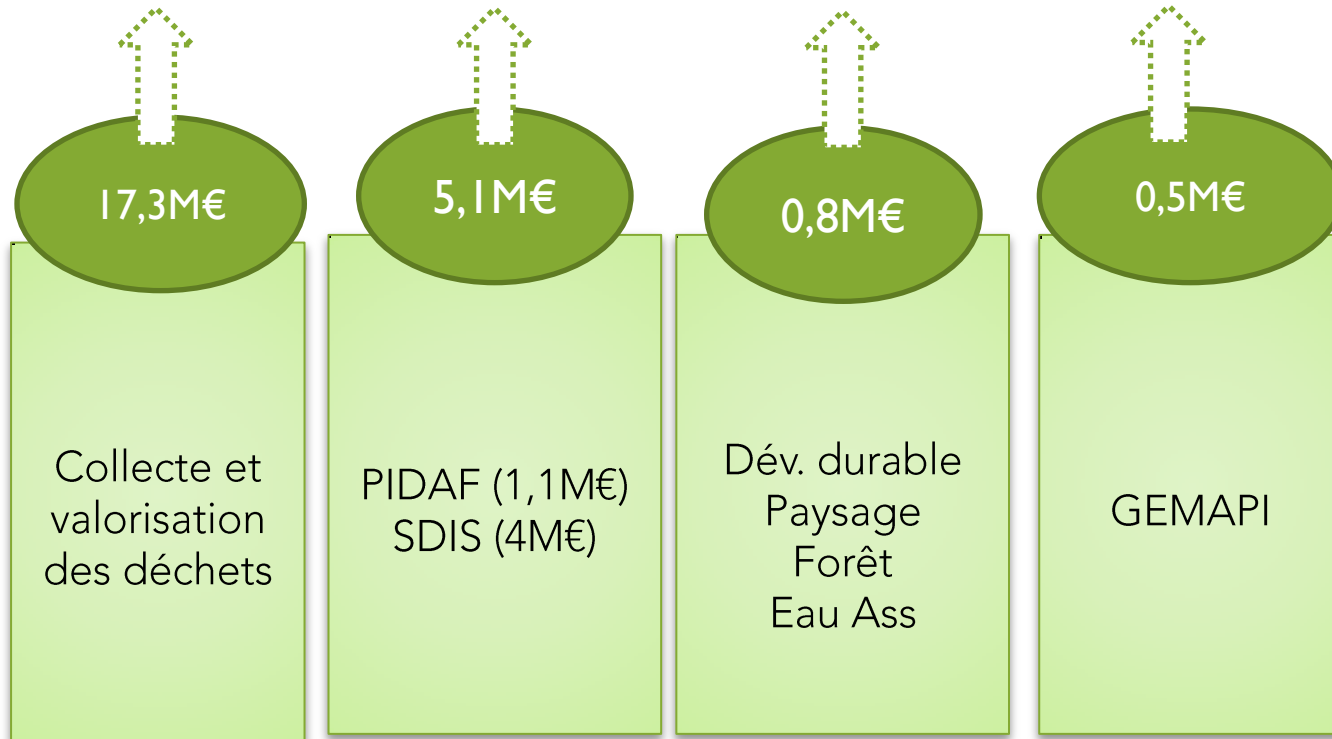 17,3M€
5,1M€
0,8M€
0,5M€
Collecte et
valorisation
des déchets
PIDAF (1,1M€)
SDIS (4M€)
Dév. durable
Paysage
Forêt
Eau Ass
GEMAPI